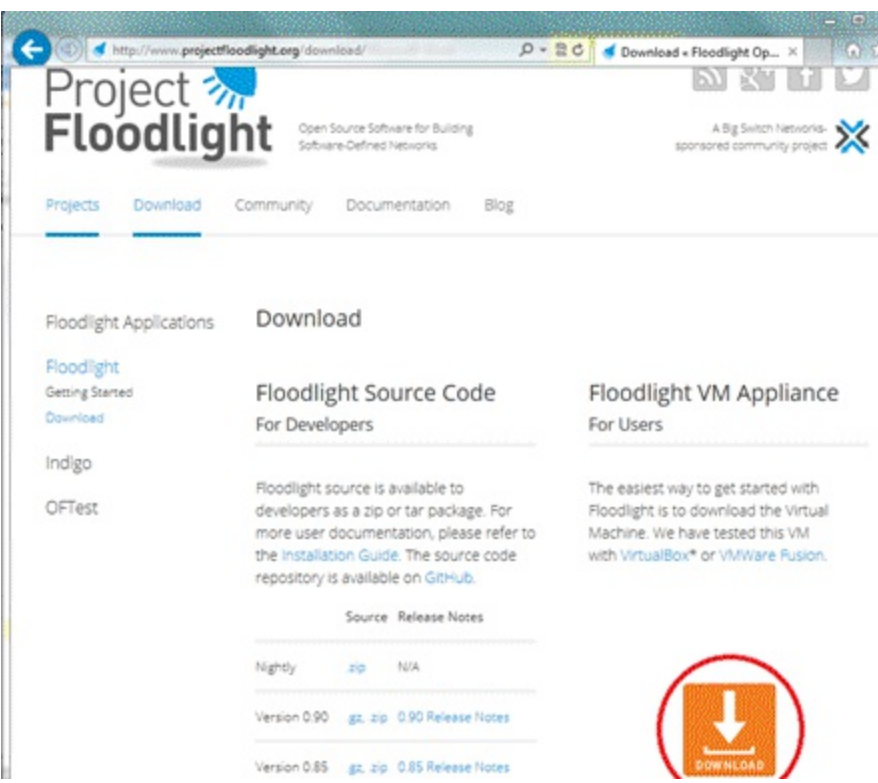 http://www.projectfloodlight.org/download/
Download « Floodlight Op...
Project
Floodlight
Open Source Software for Building
Software-Defined Networks
A Big Switch Networks-
sponsored community project
Projects Download Community Documentation Blog
Floodlight Applications
Floodlight
Getting Started
Download
Indigo
OFTest
Download
Floodlight Source Code
For Developers
Floodlight source is available to
developers as a zip or tar package. For
more user documentation, please refer to
the Installation Guide. The source code
repository is available on GitHub.
Source Release Notes
Nightly zip N/A
Version 0.90 gz, zip 0.90 Release Notes
Version 0.85 gz, zip 0.85 Release Notes
Floodlight VM Appliance
For Users
The easiest way to get started with
Floodlight is to download the Virtual
Machine. We have tested this VM
with VirtualBox* or VMWare Fusion.
DOWNLOAD